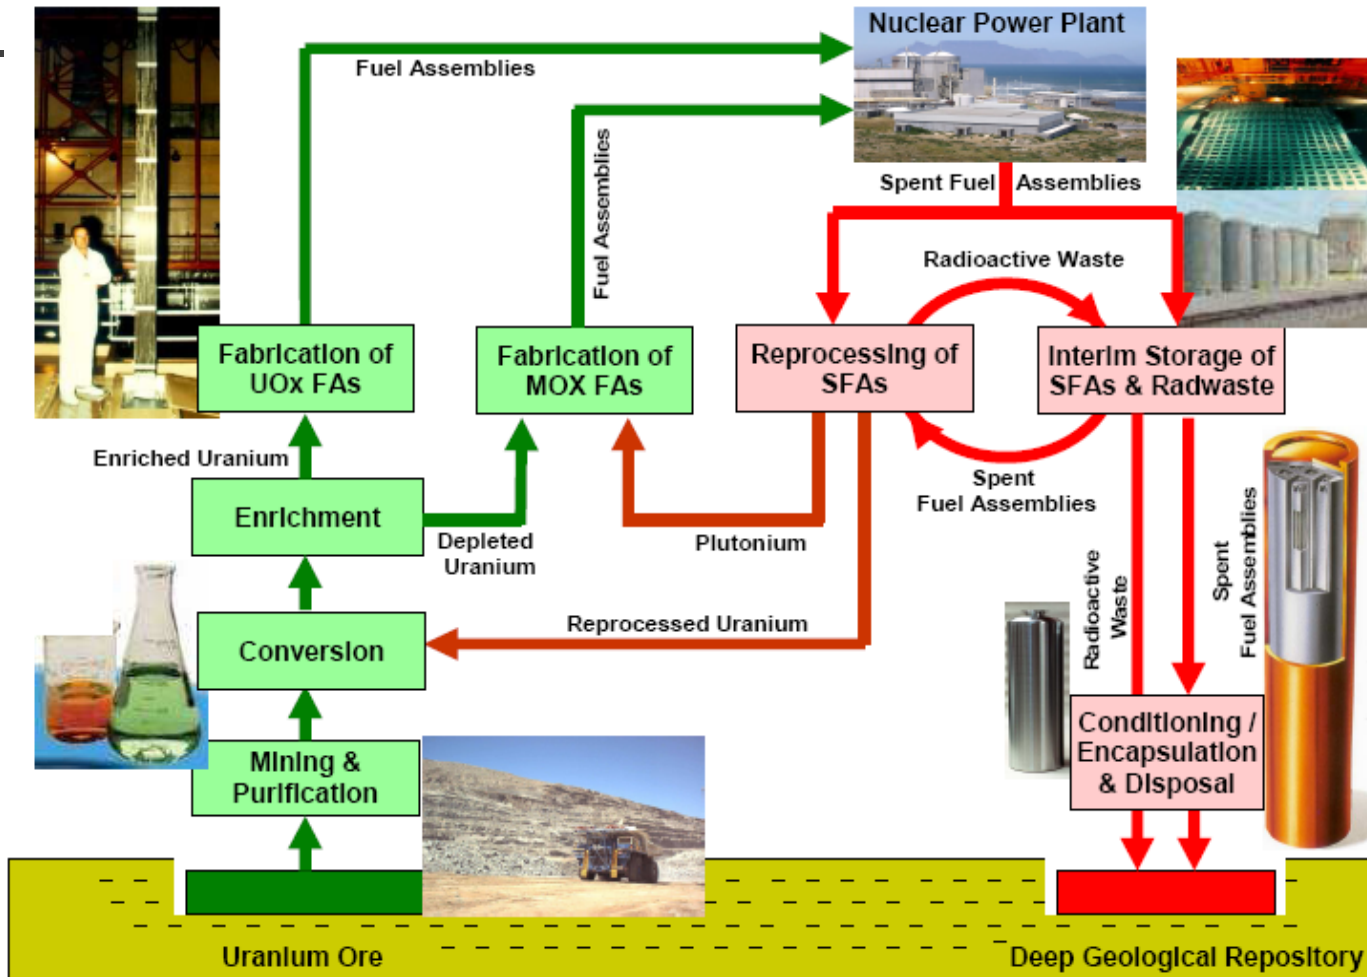 Nuclear Power Plant
Fuel Assemblies
Fuel Assemblies
Spent Fuel Assemblies
Radioactive Waste
Fabrication of
UOx FAs
Fabrication of
MOX FAs
Reprocessing of
SFAs
Interim Storage of
SFAs & Radwaste
Enriched Uranium
Spent
Fuel Assemblies
Enrichment
Depleted
Uranium
Plutonium
Radioactive
Waste
Spent
Fuel Assemblies
Conversion
Reprocessed Uranium
Mining &
Purification
Conditioning /
Encapsulation
& Disposal
Uranium Ore
Deep Geological Repository